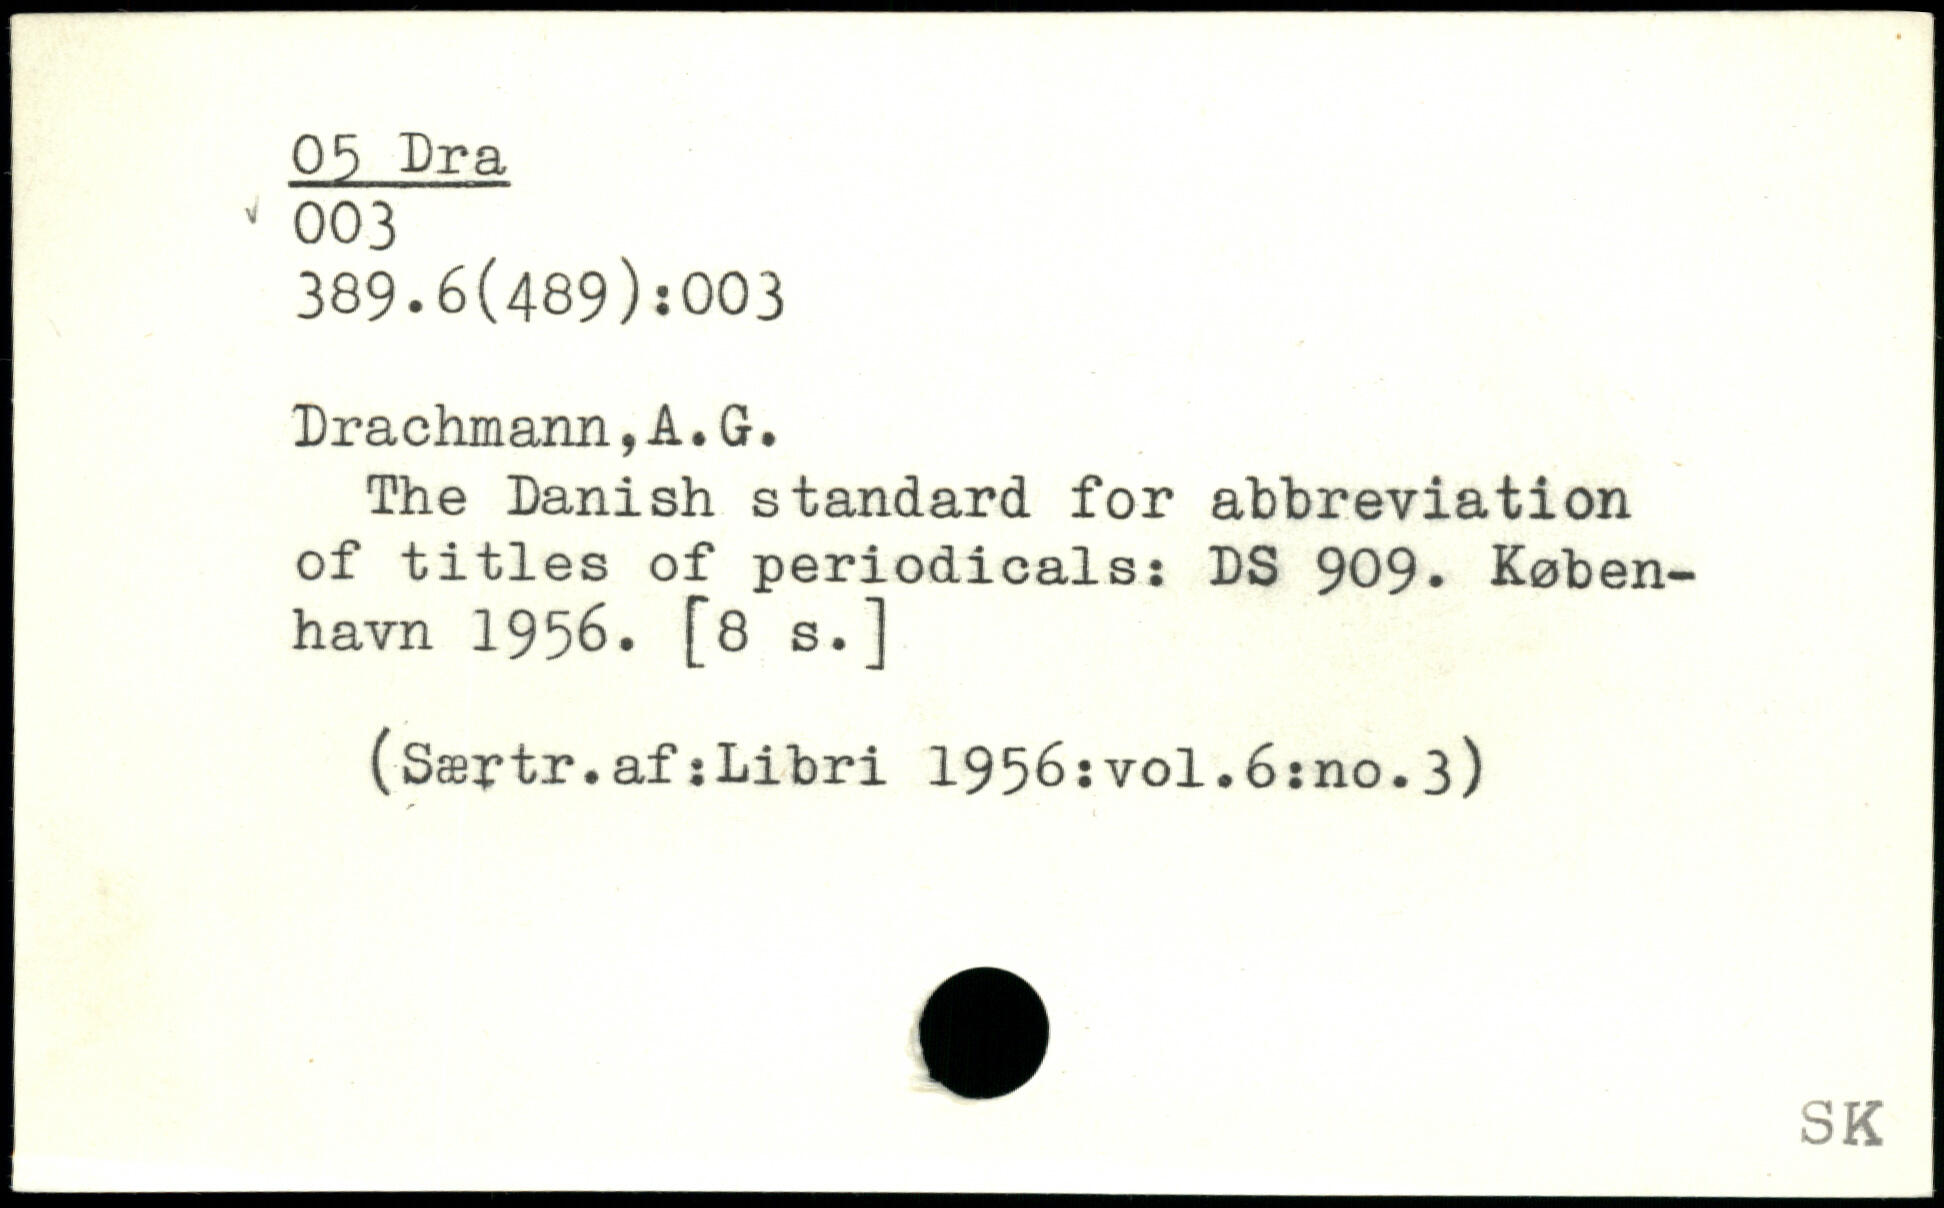 05 Dra
✓ 003
389.6(489):003
Drachmann,A.G.
The Danish standard for abbreviation
of titles of periodicals: DS 909. Køben-
havn 1956. [8 s.]
(Særtr.af:Libri 1956:vol.6:no.3)
SK